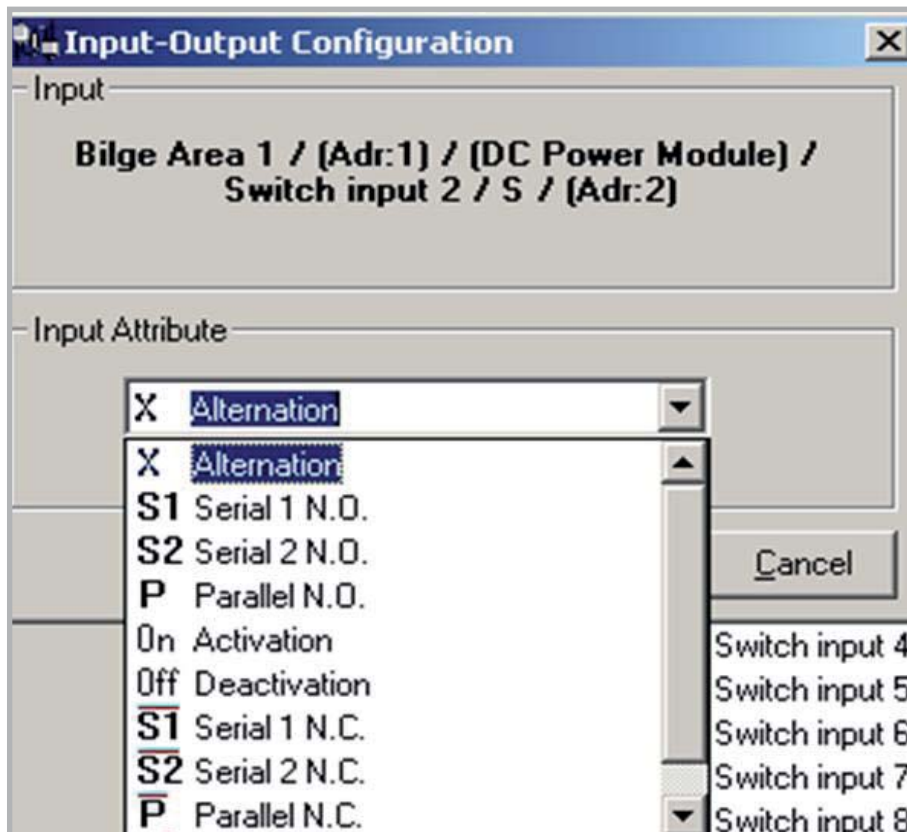 Input-Output Configuration
Input
Bilge Area 1 / (Adr:1) / (DC Power Module) /
Switch input 2 / S / (Adr:2)
Input Attribute
X Alternation
X Alternation
S1 Serial 1 N.O.
S2 Serial 2 N.O.
P Parallel N.O.
On Activation
Off Deactivation
S1 Serial 1 N.C.
S2 Serial 2 N.C.
P Parallel N.C.
Cancel
Switch input 4
Switch input 5
Switch input 6
Switch input 7
Switch input 8